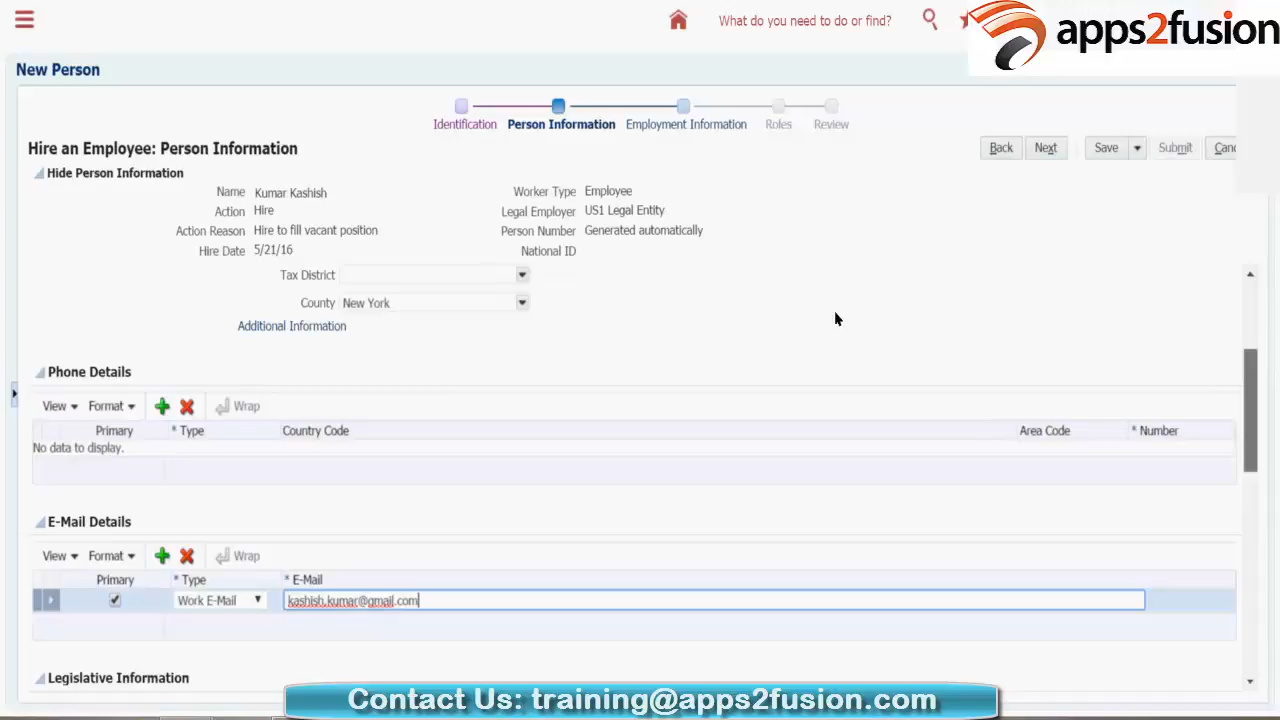 What do you need to do or find?
apps2fusion
New Person
Identification Person Information Employment Information Roles Review
Hire an Employee: Person Information
Back Next Save Submit Canc
Hide Person Information
Name Kumar Kashish Worker Type Employee
Action Hire Legal Employer US1 Legal Entity
Action Reason Hire to fill vacant position Person Number Generated automatically
Hire Date 5/21/16 National ID
Tax District
County New York
Additional Information
Phone Details
View Format Wrap
Primary * Type Country Code Area Code * Number
No data to display.
E-Mail Details
View Format Wrap
Primary * Type * E-Mail
Work E-Mail kashish.kumar@gmail.com
Legislative Information
Contact Us: training@apps2fusion.com